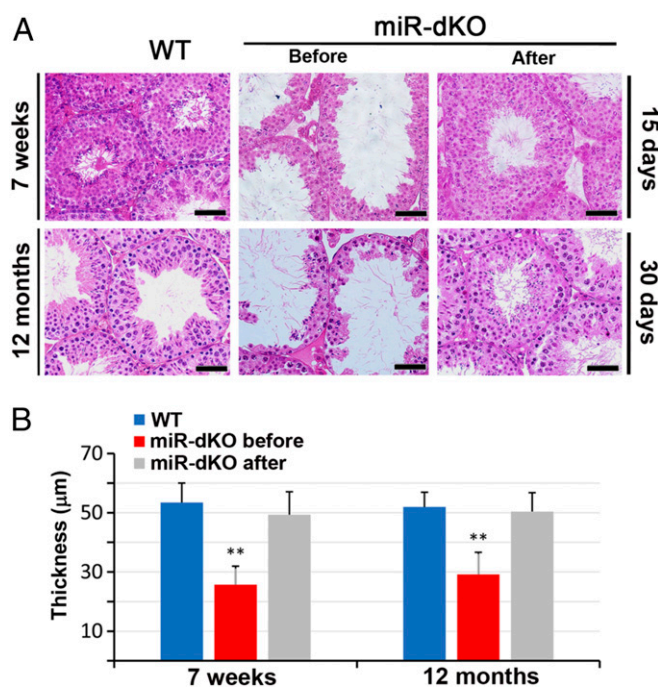 A
miR-dKO
WT
Before
After
7 weeks
15 days
12 months
30 days
B
WT
miR-dKO before
miR-dKO after
Thickness (μm)
70
50
30
10
**
**
7 weeks
12 months